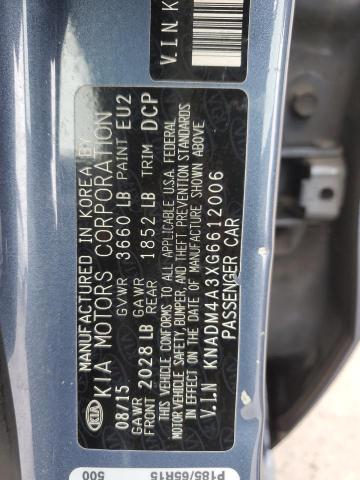 V.I.N K
MANUFACTURED IN KOREA BY
KIA KIA MOTORS CORPORATION
08/15 GVWR 3660 LB PAINT EU2
GAWR FRONT 2028 LB GAWR REAR 1852 LB TRIM DCP
THIS VEHICLE CONFORMS TO ALL APPLICABLE U.S.A. FEDERAL
MOTOR VEHICLE SAFETY, BUMPER, AND THEFT PREVENTION STANDARDS
IN EFFECT ON THE DATE OF MANUFACTURE SHOWN ABOVE
V.I.N KNADM4A3XG6612006
PASSENGER CAR
P185/65R15
500